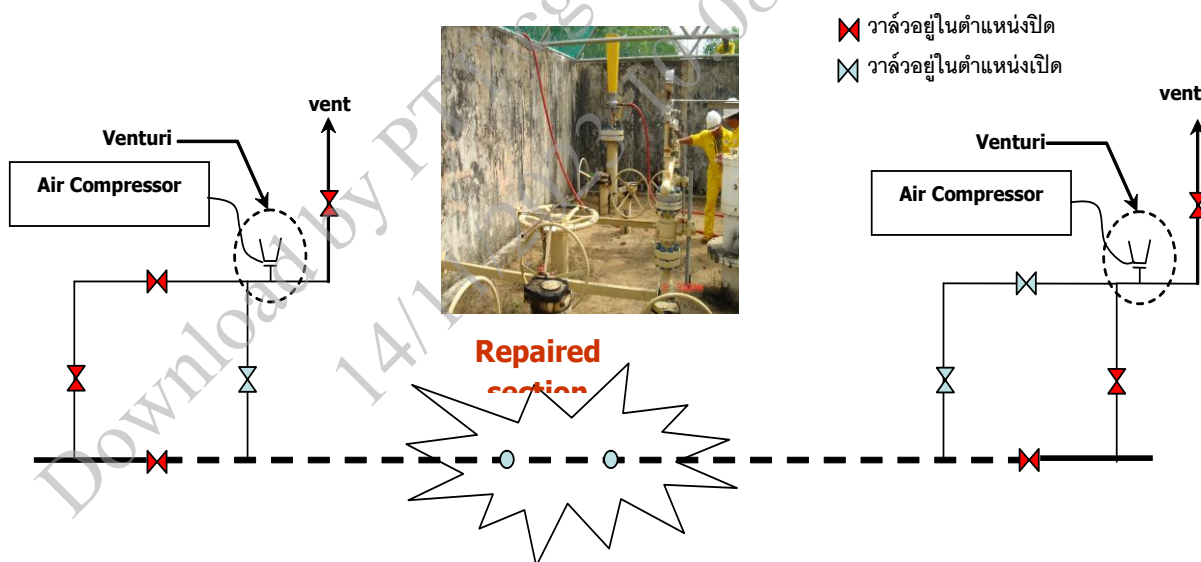 วาล์วอยู่ในตำแหน่งปิด
วาล์วอยู่ในตำแหน่งเปิด
vent
Venturi
Air Compressor
vent
Venturi
Air Compressor
Repaired
section
Download by